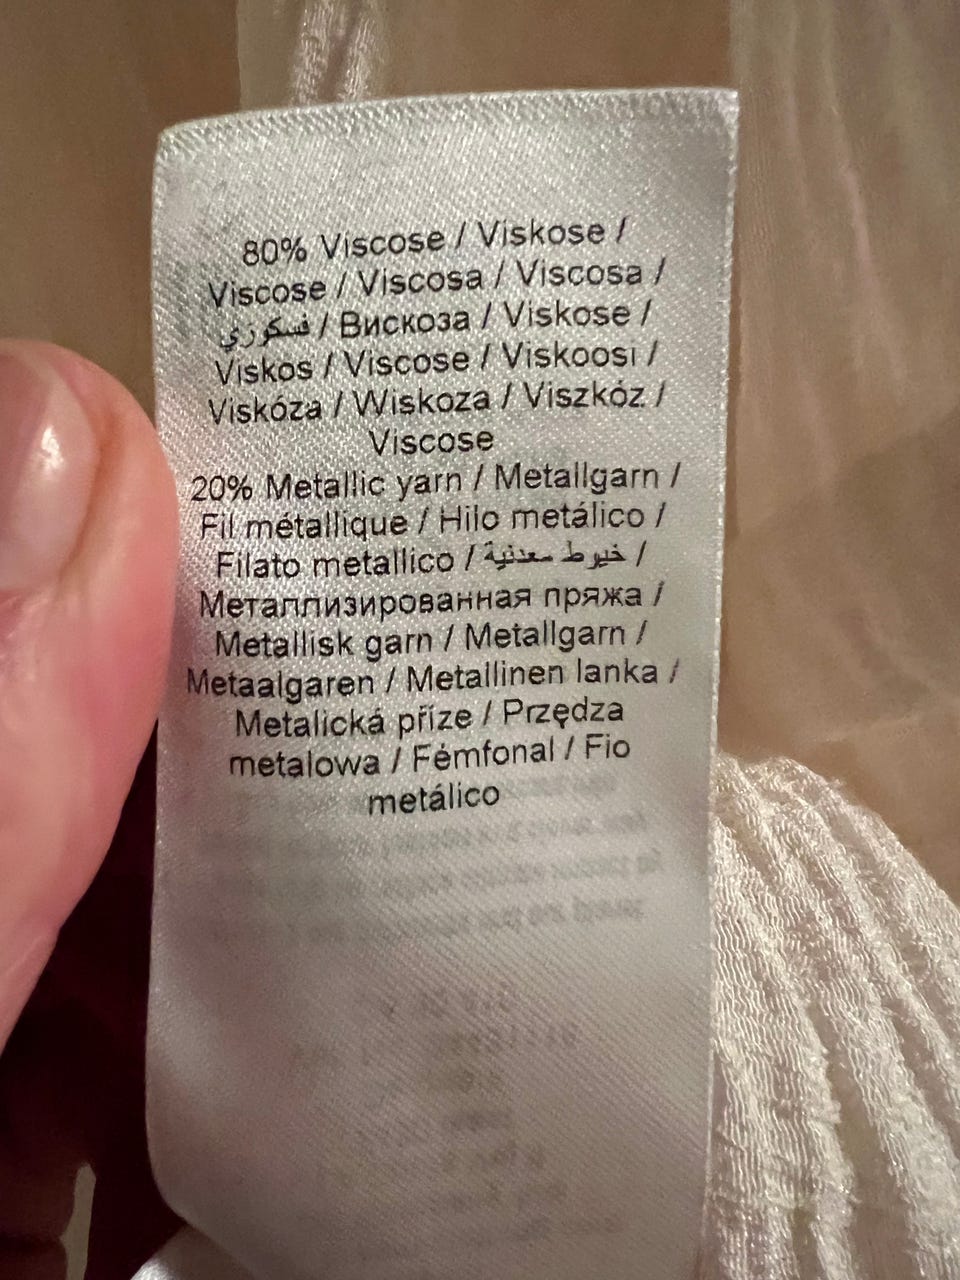 80% Viscose / Viskose /
Viscose / Viscosa / Viscosa /
فسكوزي / Вискоза / Viskose /
Viskos / Viscose / Viskoosi /
Viskóza / Wiskoza / Viszkóz /
Viscose
20% Metallic yarn / Metallgarn /
Fil métallique / Hilo metálico /
Filato metallico / خيوط معدنية /
Металлизированная пряжа /
Metallisk garn / Metallgarn /
Metaalgaren / Metallinen lanka /
Metalická příze / Przędza
metalowa / Fémfonal / Fio
metálico